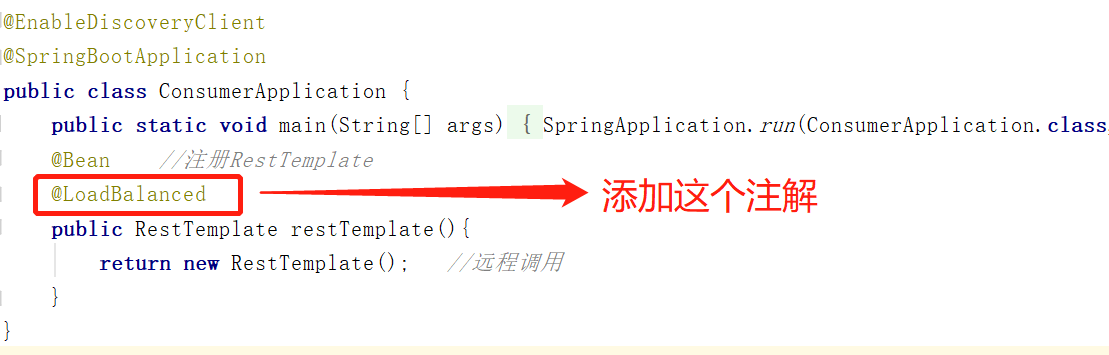 @EnableDiscoveryClient
@SpringBootApplication
public class ConsumerApplication {
public static void main(String[] args) { SpringApplication.run(ConsumerApplication.class,
@Bean //注册RestTemplate
@LoadBalanced 添加这个注解
public RestTemplate restTemplate(){
return new RestTemplate(); //远程调用
}
}